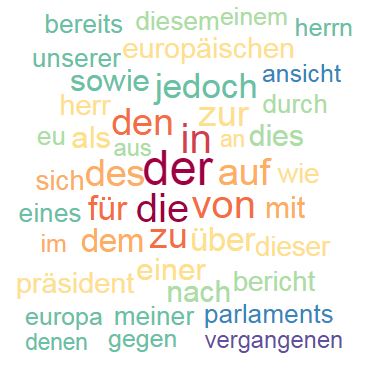 bereits diesem einem herrn
unserer europäischen
sowie jedoch ansicht
herr den zur durch
eu als aus in an dies
sich des der auf wie
eines für die von mit
im dem zu über dieser
präsident einer nach bericht
europa meiner parlaments
denen gegen vergangenen